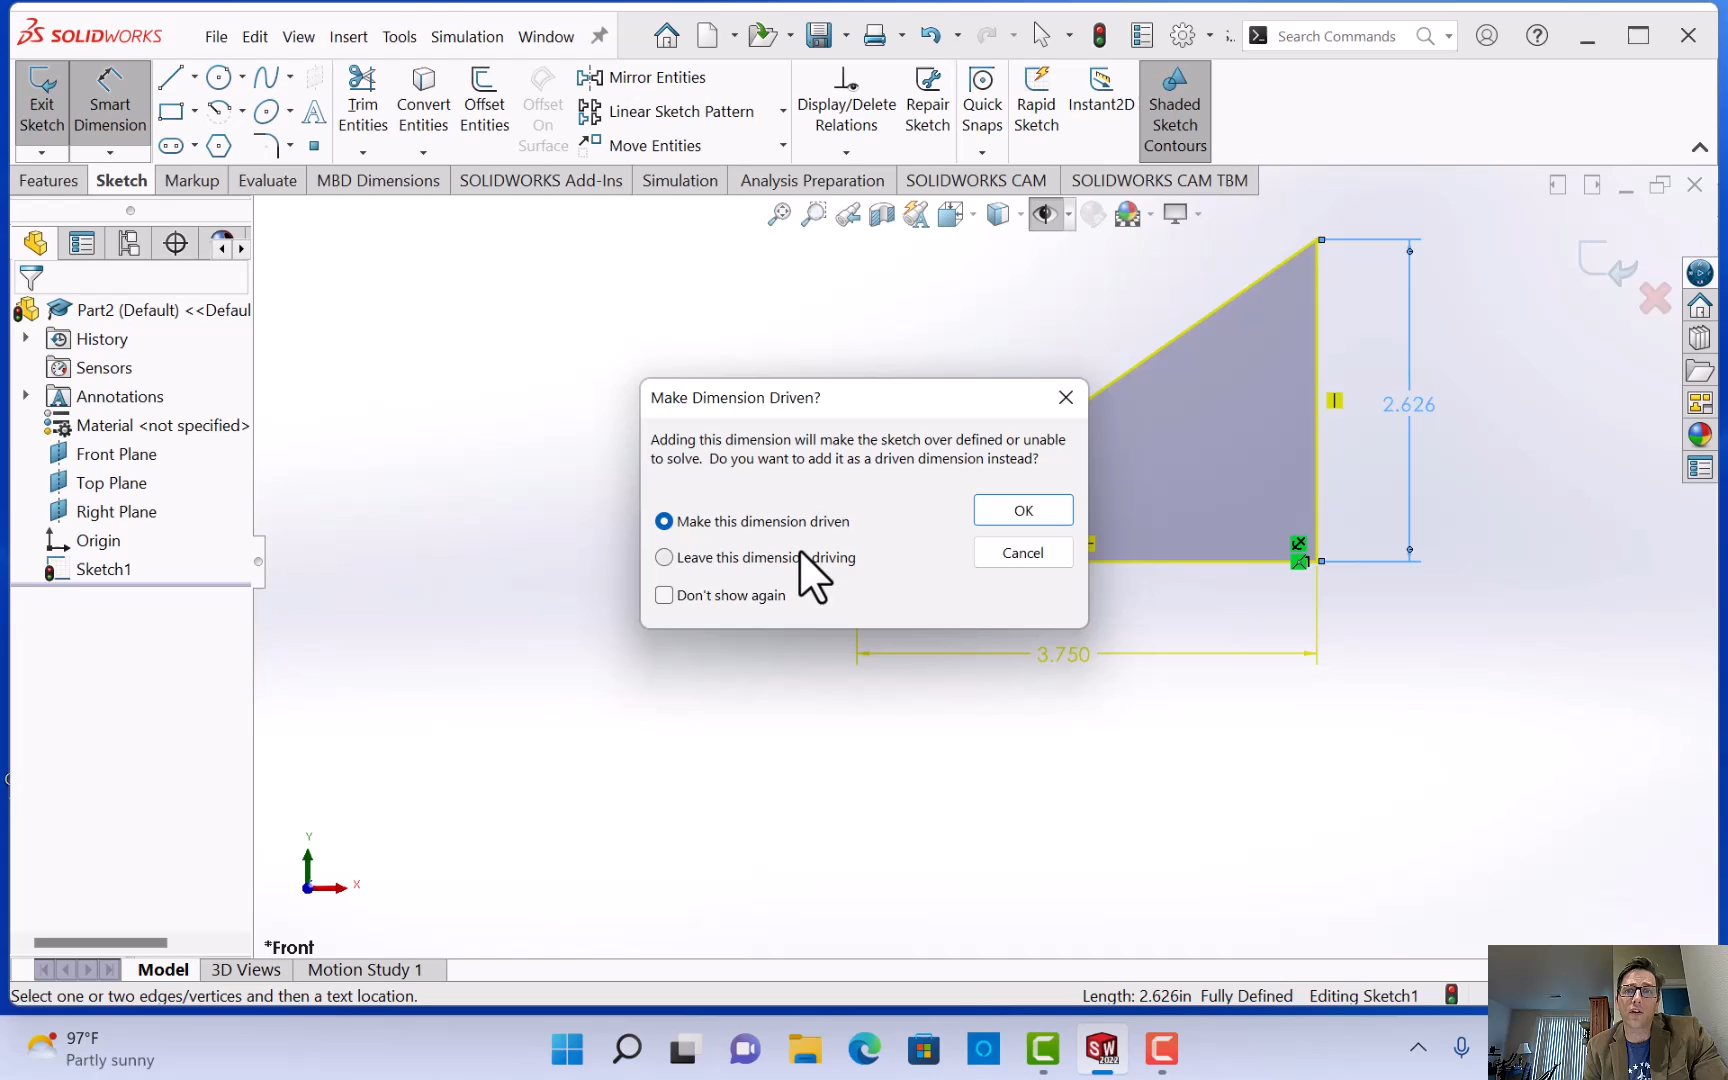 SOLIDWORKS
File Edit View Insert Tools Simulation Window
Search Commands
Exit Sketch
Smart Dimension
Trim Entities
Convert Entities
Offset Entities
Offset On Surface
Mirror Entities
Linear Sketch Pattern
Move Entities
Display/Delete Relations
Repair Sketch
Quick Snaps
Rapid Sketch
Instant2D
Shaded Sketch Contours
Features Sketch Markup Evaluate MBD Dimensions SOLIDWORKS Add-Ins Simulation Analysis Preparation SOLIDWORKS CAM SOLIDWORKS CAM TBM
Part2 (Default) <<Defaul
History
Sensors
Annotations
Material <not specified>
Front Plane
Top Plane
Right Plane
Origin
Sketch1
Make Dimension Driven?
Adding this dimension will make the sketch over defined or unable
to solve. Do you want to add it as a driven dimension instead?
Make this dimension driven
OK
Leave this dimension driving
Cancel
Don't show again
2.626
1
3.750
Y
X
*Front
Model 3D Views Motion Study 1
Select one or two edges/vertices and then a text location.
Length: 2.626in Fully Defined Editing Sketch1
97°F
Partly sunny
SW
2022